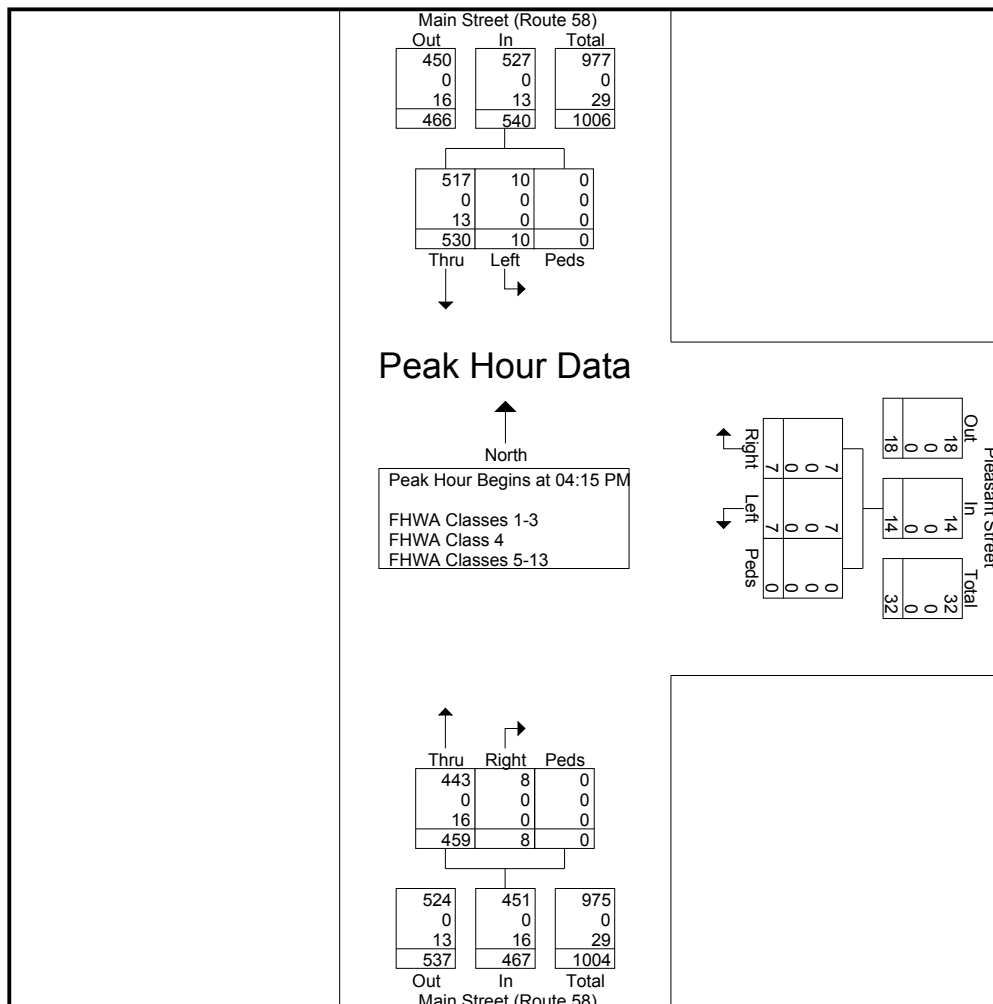 Main Street (Route 58)
Out In Total
450 527 977
0 0 0
16 13 29
466 540 1006
517 10 0
0 0 0
13 0 0
530 10 0
Thru Left Peds
Peak Hour Data
North
Peak Hour Begins at 04:15 PM
FHWA Classes 1-3
FHWA Class 4
FHWA Classes 5-13
Pleasant Street
Out In Total
18 14 32
0 0 0
0 0 0
18 14 32
7 7 0
0 0 0
0 0 0
7 7 0
Right Left Peds
Thru Right Peds
443 8 0
0 0 0
16 0 0
459 8 0
524 451 975
0 0 0
13 16 29
537 467 1004
Out In Total
Main Street (Route 58)